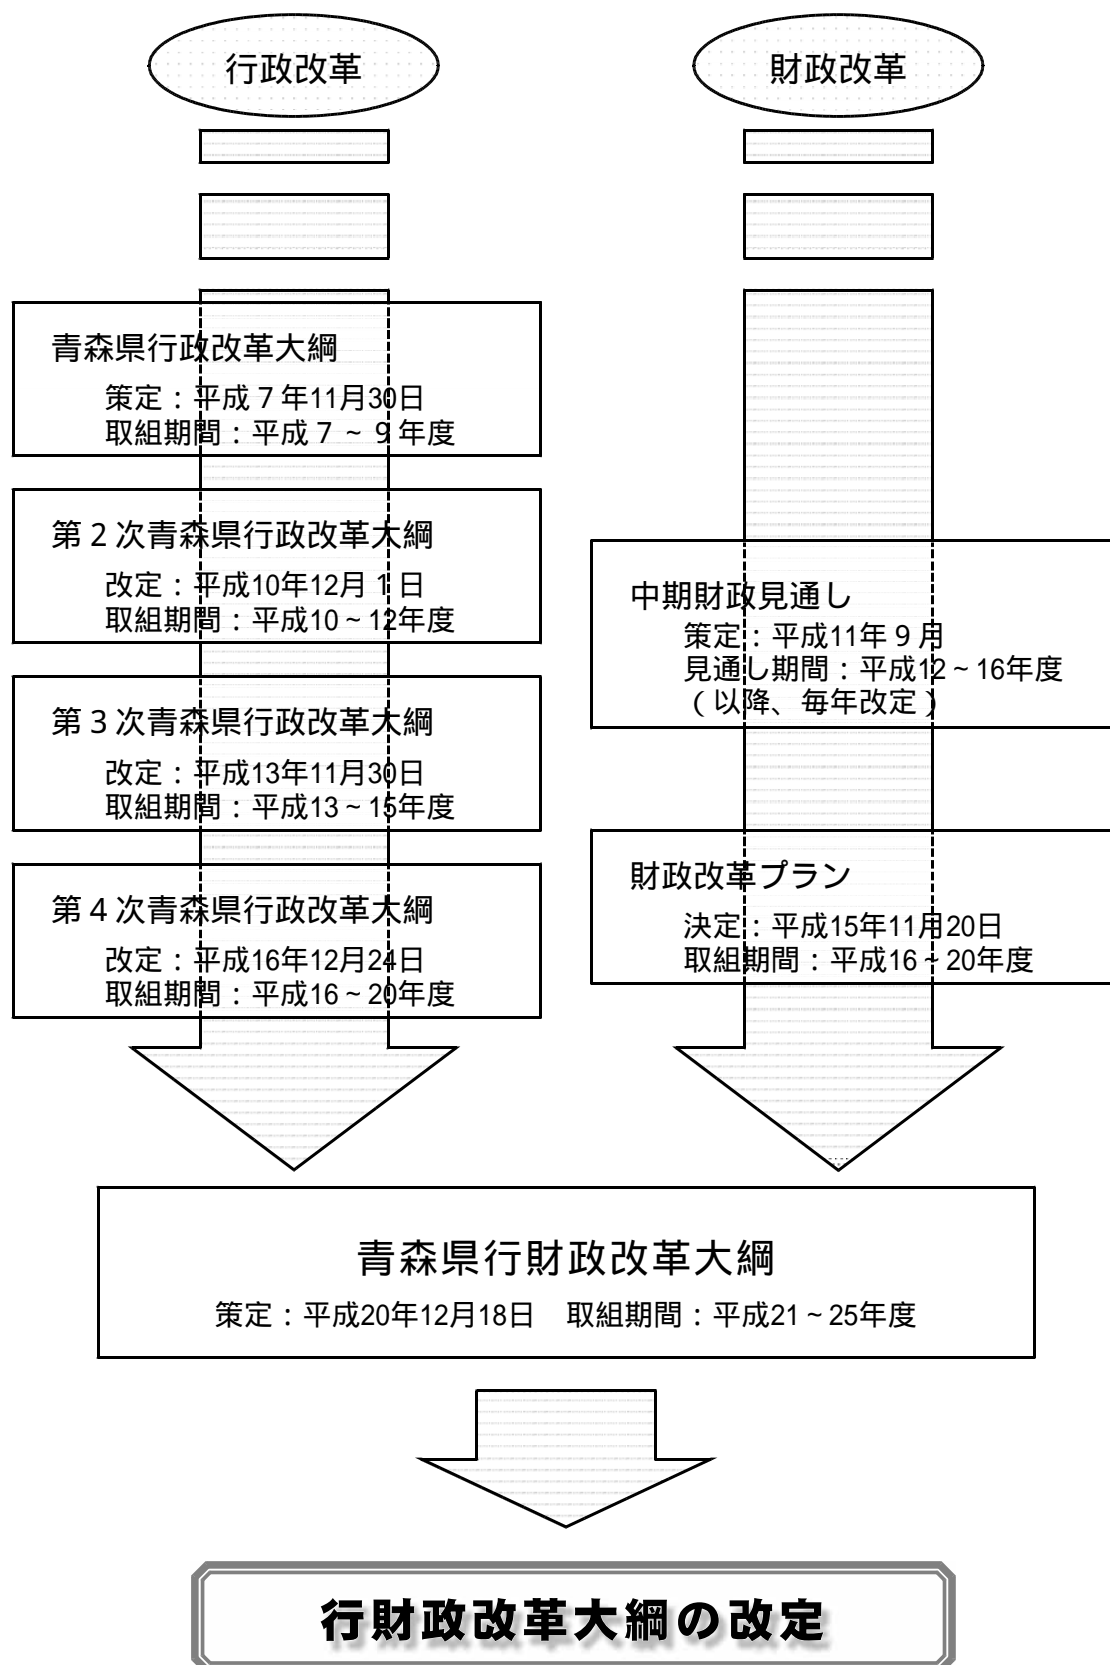 行政改革
財政改革
青森県行政改革大綱
策定：平成７年11月30日
取組期間：平成７～９年度
第２次青森県行政改革大綱
改定：平成10年12月１日
取組期間：平成10～12年度
第３次青森県行政改革大綱
改定：平成13年11月30日
取組期間：平成13～15年度
第４次青森県行政改革大綱
改定：平成16年12月24日
取組期間：平成16～20年度
中期財政見通し
策定：平成11年９月
見通し期間：平成12～16年度
（以降、毎年改定）
財政改革プラン
決定：平成15年11月20日
取組期間：平成16～20年度
青森県行財政改革大綱
策定：平成20年12月18日　取組期間：平成21～25年度
行財政改革大綱の改定